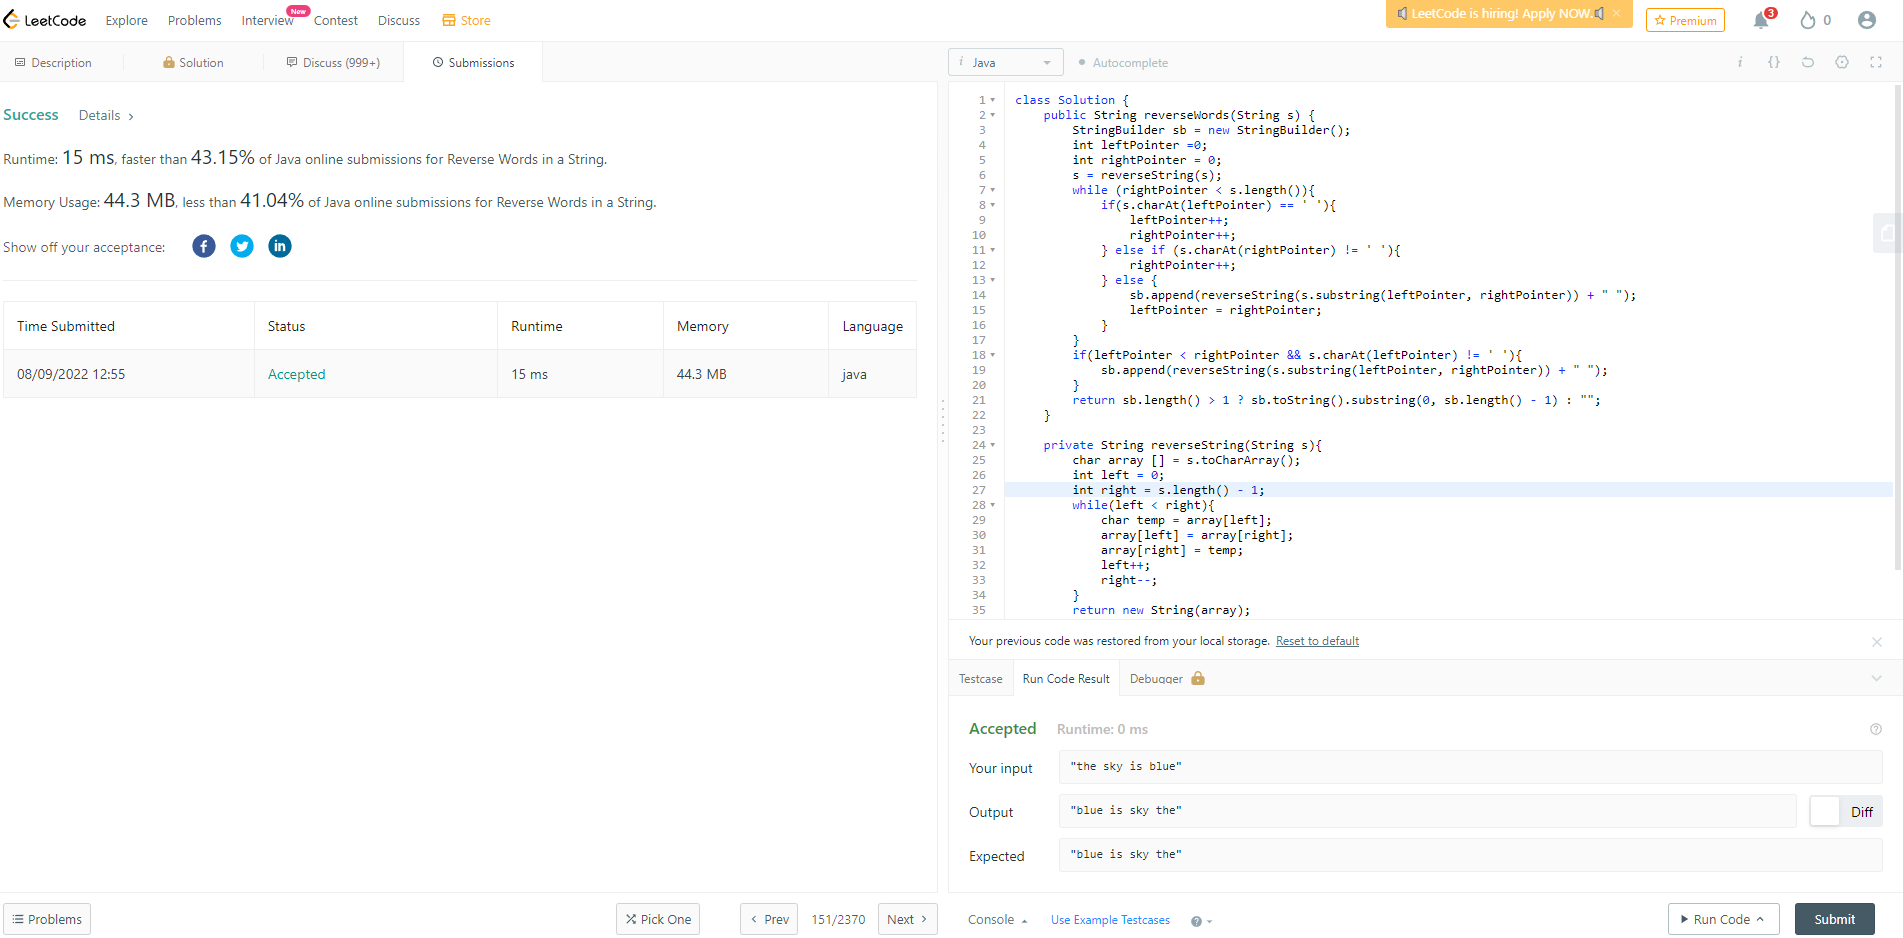 LeetCode Explore Problems Interview New Contest Discuss Store LeetCode is hiring! Apply NOW. × Premium 3 0
Description Solution Discuss (999+) Submissions
Success Details >
Runtime: 15 ms, faster than 43.15% of Java online submissions for Reverse Words in a String.
Memory Usage: 44.3 MB, less than 41.04% of Java online submissions for Reverse Words in a String.
Show off your acceptance:
Time Submitted Status Runtime Memory Language
08/09/2022 12:55 Accepted 15 ms 44.3 MB java
i Java Autocomplete i {}
1 class Solution {
2 public String reverseWords(String s) {
3 StringBuilder sb = new StringBuilder();
4 int leftPointer =0;
5 int rightPointer = 0;
6 s = reverseString(s);
7 while (rightPointer < s.length()){
8 if(s.charAt(leftPointer) == ' '){
9 leftPointer++;
10 rightPointer++;
11 } else if (s.charAt(rightPointer) != ' '){
12 rightPointer++;
13 } else {
14 sb.append(reverseString(s.substring(leftPointer, rightPointer)) + " ");
15 leftPointer = rightPointer;
16 }
17 }
18 if(leftPointer < rightPointer && s.charAt(leftPointer) != ' '){
19 sb.append(reverseString(s.substring(leftPointer, rightPointer)) + " ");
20 }
21 return sb.length() > 1 ? sb.toString().substring(0, sb.length() - 1) : "";
22 }
23
24 private String reverseString(String s){
25 char array [] = s.toCharArray();
26 int left = 0;
27 int right = s.length() - 1;
28 while(left < right){
29 char temp = array[left];
30 array[left] = array[right];
31 array[right] = temp;
32 left++;
33 right--;
34 }
35 return new String(array);
Your previous code was restored from your local storage. Reset to default
Testcase Run Code Result Debugger
Accepted Runtime: 0 ms
Your input "the sky is blue"
Output "blue is sky the" Diff
Expected "blue is sky the"
Problems Pick One < Prev 151/2370 Next > Console Use Example Testcases Run Code Submit